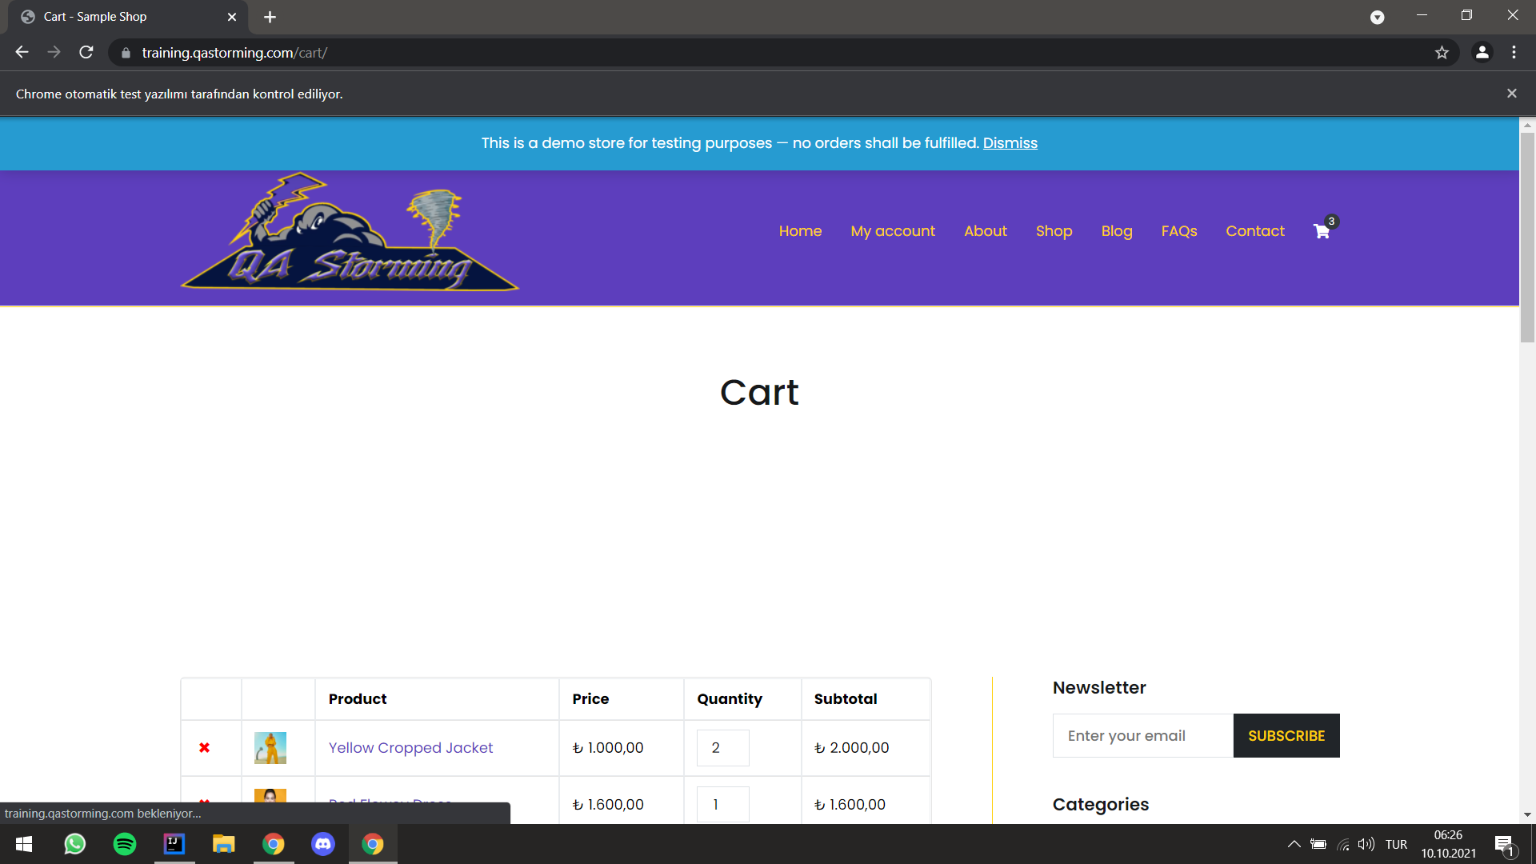 Cart - Sample Shop
training.qastorming.com/cart/
Chrome otomatik test yazılımı tarafından kontrol ediliyor.
This is a demo store for testing purposes — no orders shall be fulfilled. Dismiss
QA Storming
Home My account About Shop Blog FAQs Contact 3
Cart
Product Price Quantity Subtotal
Yellow Cropped Jacket ₺ 1.000,00 2 ₺ 2.000,00
₺ 1.600,00 1 ₺ 1.600,00
Newsletter
Enter your email SUBSCRIBE
Categories
training.qastorming.com bekleniyor...
IJ
TUR
06:26
10.10.2021
1